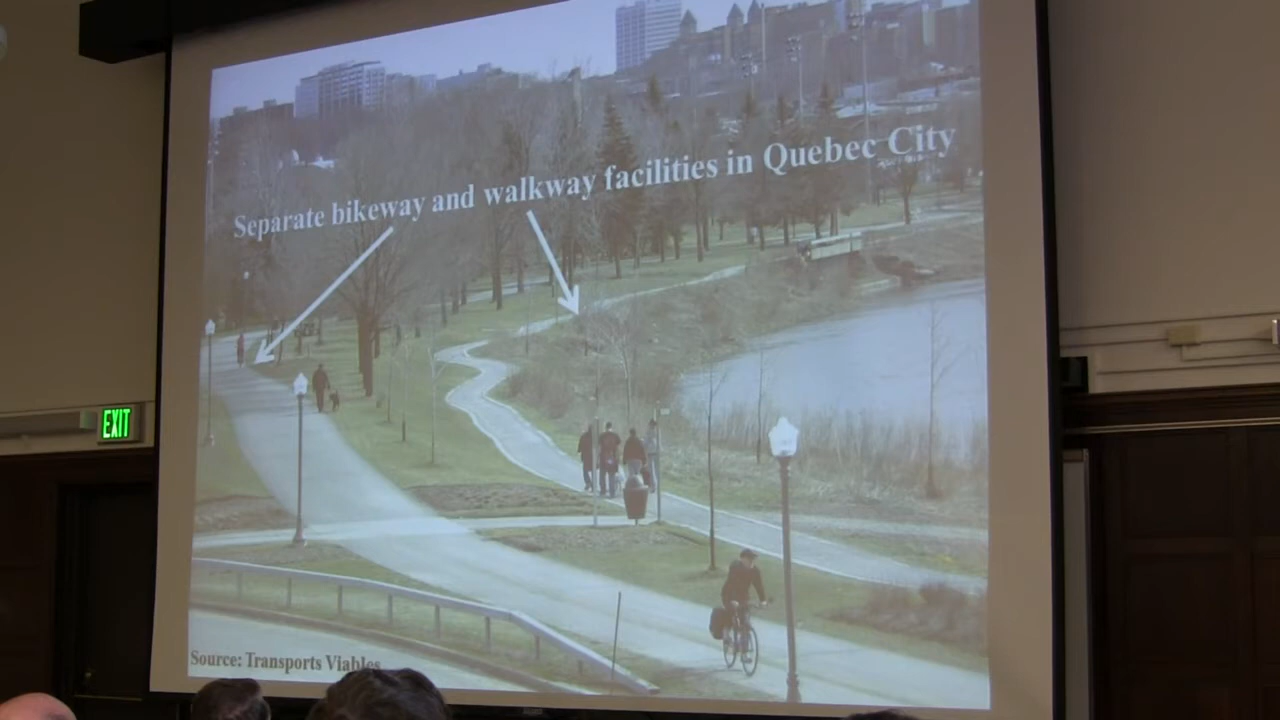 Separate bikeway and walkway facilities in Quebec City
EXIT
Source: Transports Viables